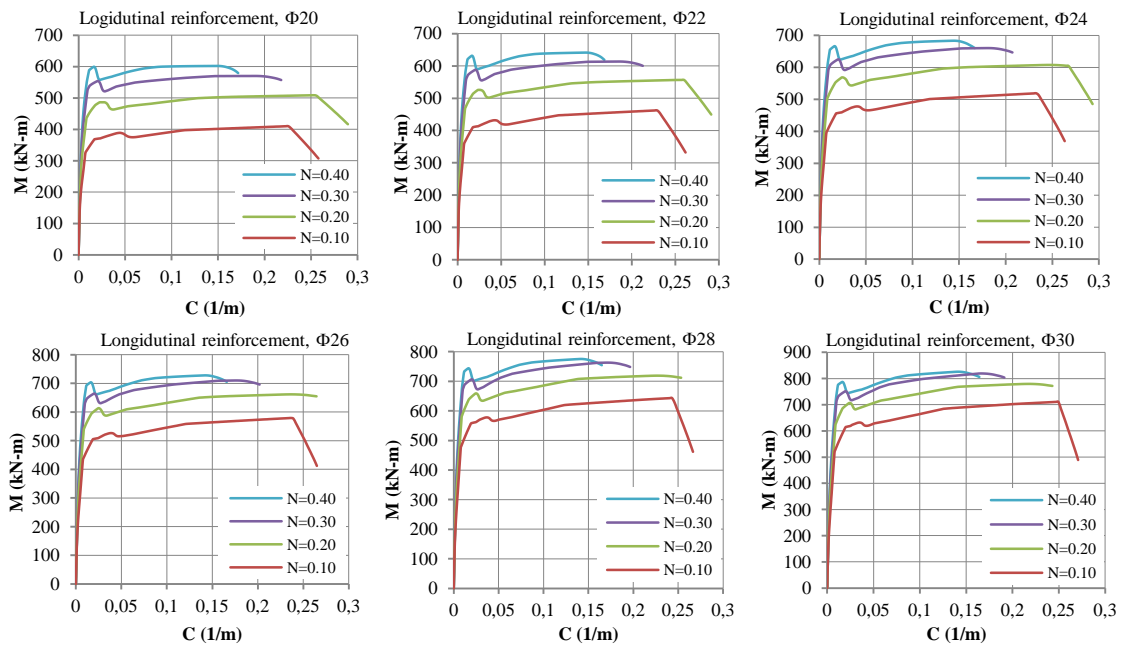 Logidutinal reinforcement, Φ20
700
600
500
400
300
200
100
0
M (kN-m)
N=0.40
N=0.30
N=0.20
N=0.10
0 0,05 0,1 0,15 0,2 0,25 0,3
C (1/m)
Longidutinal reinforcement, Φ22
700
600
500
400
300
200
100
0
M (kN-m)
N=0.40
N=0.30
N=0.20
N=0.10
0 0,05 0,1 0,15 0,2 0,25 0,3
C (1/m)
Longidutinal reinforcement, Φ24
700
600
500
400
300
200
100
0
M (kN-m)
N=0.40
N=0.30
N=0.20
N=0.10
0 0,05 0,1 0,15 0,2 0,25 0,3
C (1/m)
Longidutinal reinforcement, Φ26
800
700
600
500
400
300
200
100
0
M (kN-m)
N=0.40
N=0.30
N=0.20
N=0.10
0 0,05 0,1 0,15 0,2 0,25 0,3
C (1/m)
Longidutinal reinforcement, Φ28
800
700
600
500
400
300
200
100
0
M (kN-m)
N=0.40
N=0.30
N=0.20
N=0.10
0 0,05 0,1 0,15 0,2 0,25 0,3
C (1/m)
Longidutinal reinforcement, Φ30
900
800
700
600
500
400
300
200
100
0
M (kN-m)
N=0.40
N=0.30
N=0.20
N=0.10
0 0,05 0,1 0,15 0,2 0,25 0,3
C (1/m)